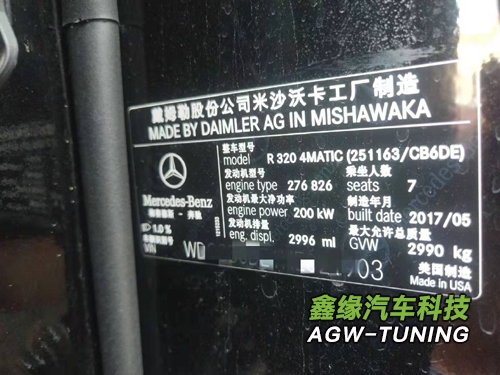 戴姆勒股份公司米沙沃卡工厂制造
MADE BY DAIMLER AG IN MISHAWAKA
整车型号
model R 320 4MATIC (251163/CB6DE)
发动机型号 乘坐人数
engine type 276 826 seats 7
发动机最大净功率 制造年月
engine power 200 kW built date 2017/05
发动机排量 最大允许总质量
eng. displ. 2996 ml GVW 2990 kg
Mercedes-Benz
1.0 %
VIN WD 03
美国制造
Made in USA
鑫缘汽车科技
AGW-TUNING